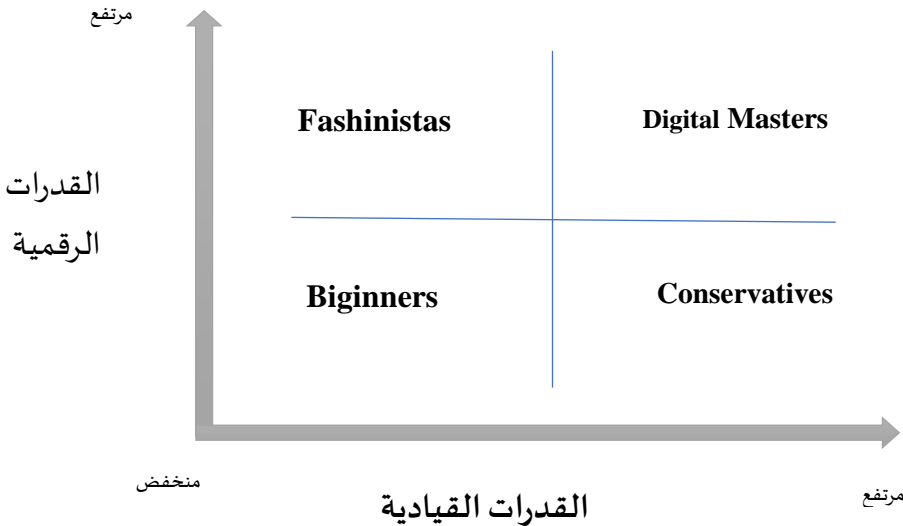 مرتفع
Fashinistas
Digital Masters
القدرات
الرقمية
Biginners
Conservatives
منخفض
القدرات القيادية
مرتفع